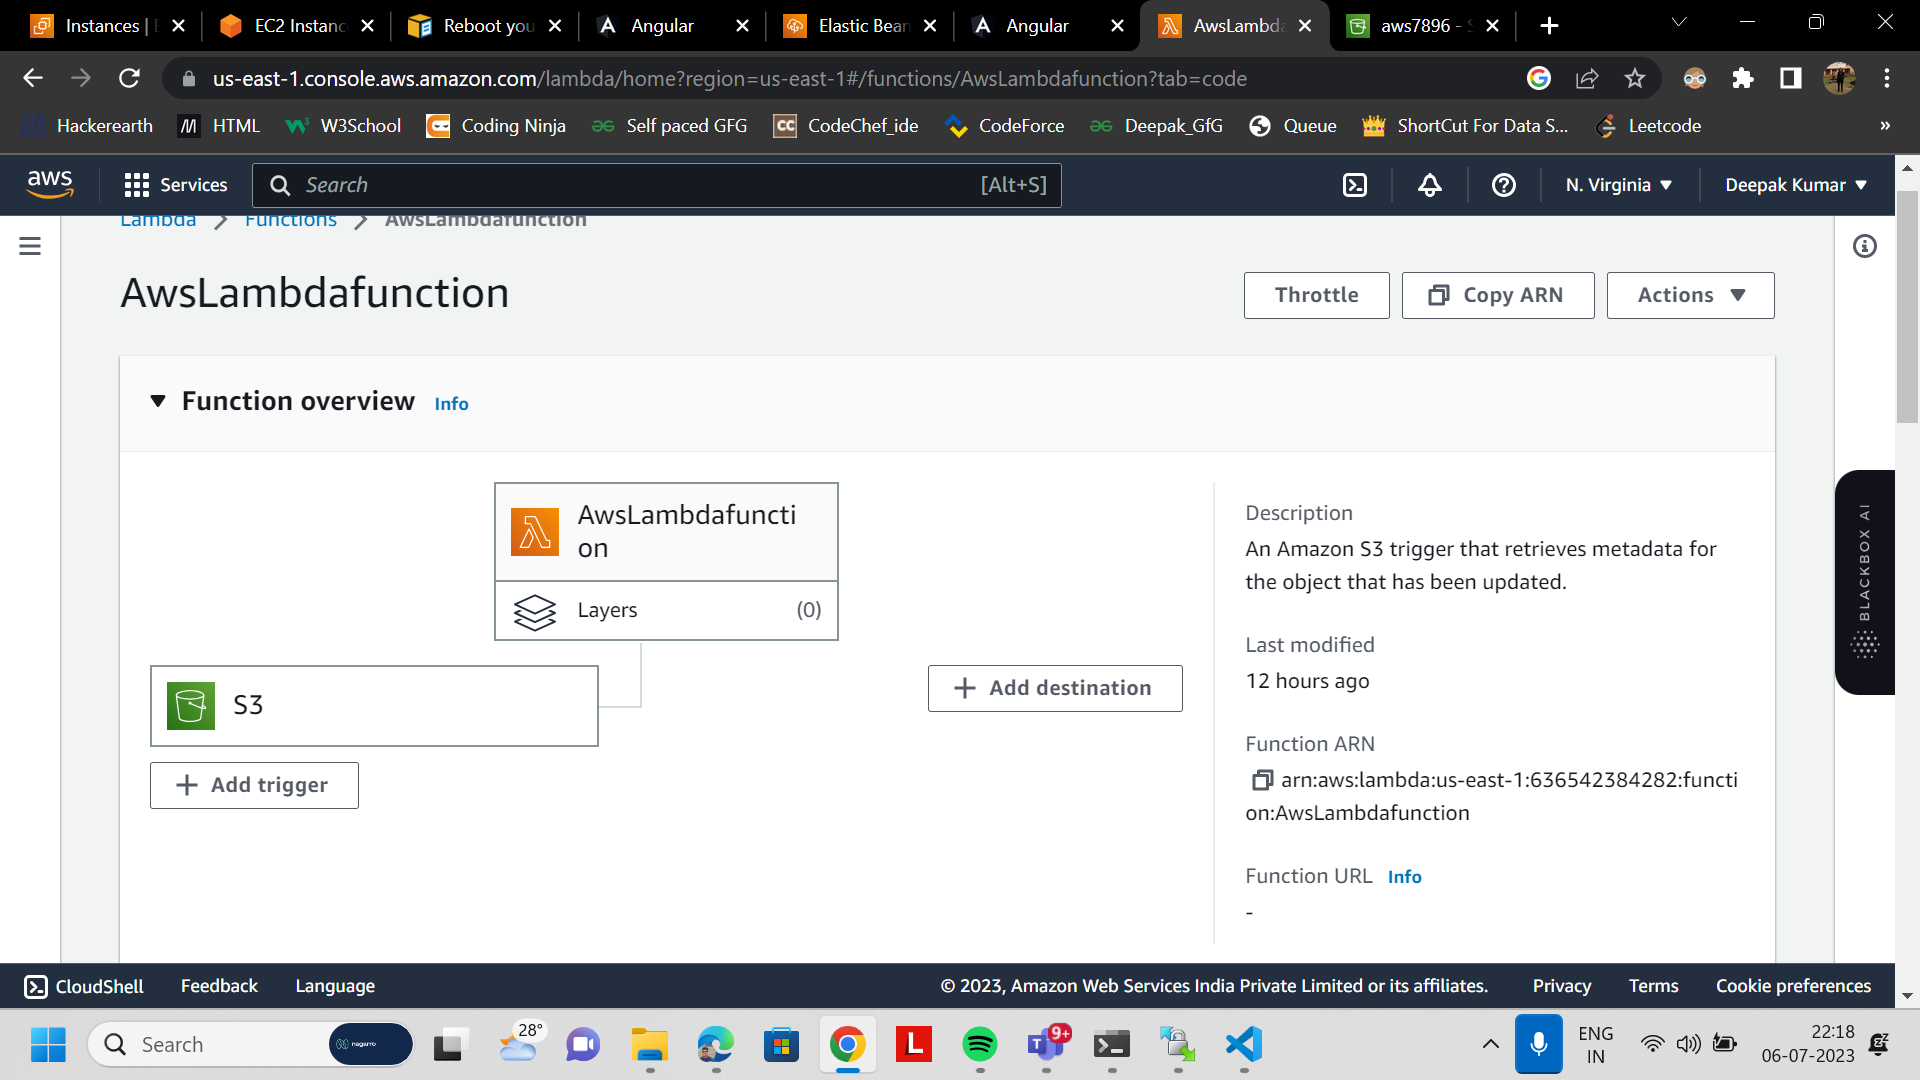 Instances | E
EC2 Instanc
Reboot you
Angular
Elastic Bean
Angular
AwsLambda
aws7896 - S
us-east-1.console.aws.amazon.com/lambda/home?region=us-east-1#/functions/AwsLambdafunction?tab=code
Hackerearth
HTML
W3School
Coding Ninja
Self paced GFG
CodeChef_ide
CodeForce
Deepak_GfG
Queue
ShortCut For Data S...
Leetcode
»
aws
Services
Search
[Alt+S]
N. Virginia
Deepak Kumar
Lambda
Functions
AwsLambdafunction
AwsLambdafunction
Throttle
Copy ARN
Actions
Function overview Info
AwsLambdafuncti
on
Layers (0)
S3
+ Add trigger
+ Add destination
Description
An Amazon S3 trigger that retrieves metadata for
the object that has been updated.
Last modified
12 hours ago
Function ARN
arn:aws:lambda:us-east-1:636542384282:functi
on:AwsLambdafunction
Function URL Info
-
BLACKBOX AI
CloudShell
Feedback
Language
© 2023, Amazon Web Services India Private Limited or its affiliates.
Privacy
Terms
Cookie preferences
Search
nagarro
28°
L
9+
ENG
IN
22:18
06-07-2023